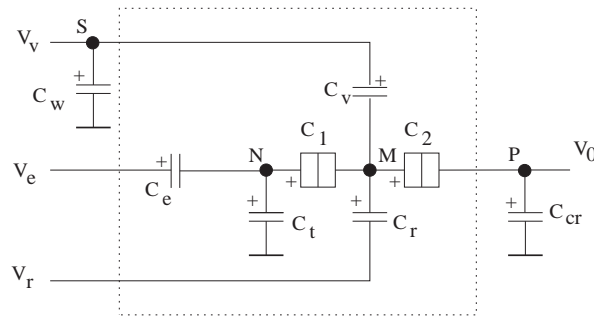 S
V_v
+
C_w
+
C_v
C_1
C_2
N
M
P
V_0
V_e
+
C_e
+
+
+
C_t
+
C_r
+
C_cr
V_r